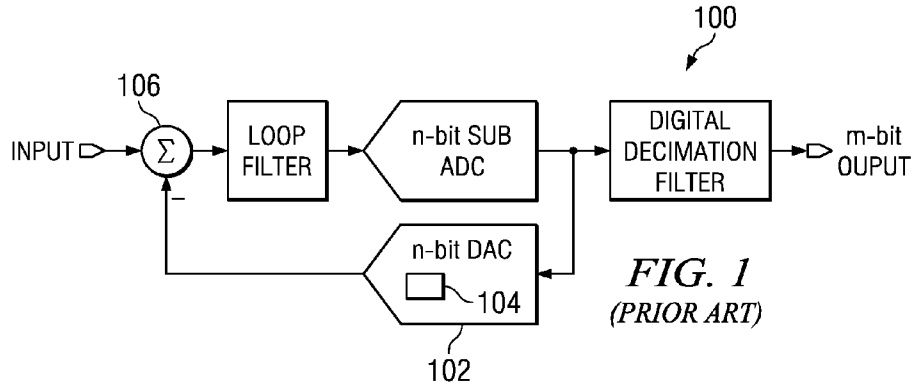 100
106
INPUT
Σ
LOOP
FILTER
n-bit SUB
ADC
DIGITAL
DECIMATION
FILTER
m-bit
OUPUT
–
n-bit DAC
104
102
FIG. 1
(PRIOR ART)